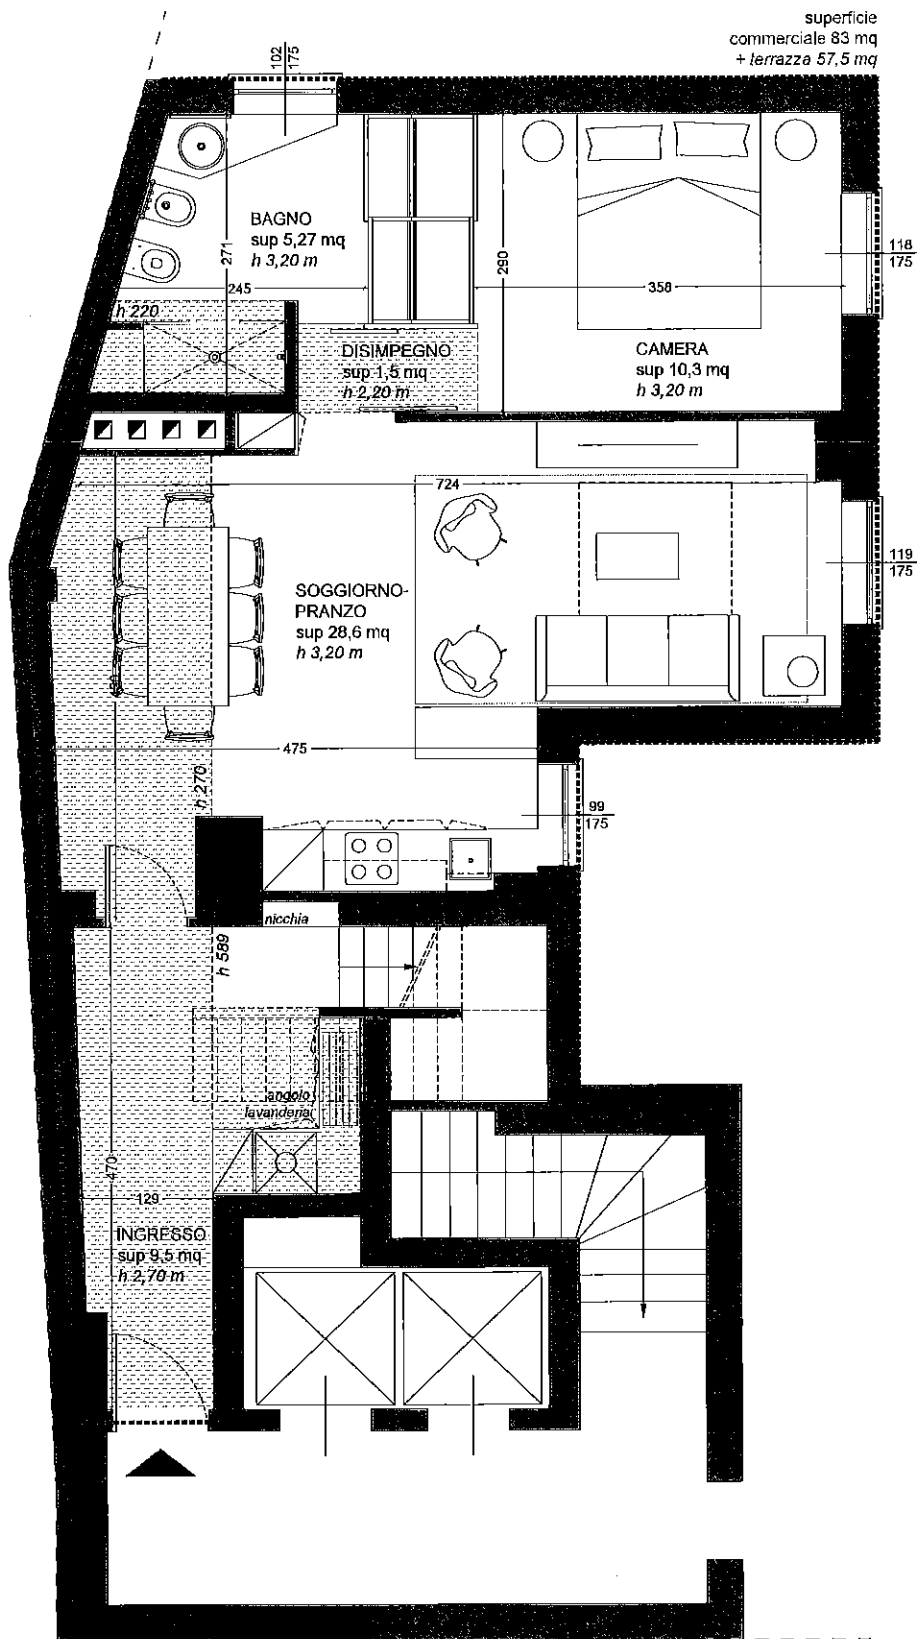 superficie
commerciale 83 mq
+ terrazza 57,5 mq
102
175
BAGNO
sup 5,27 mq
h 3,20 m
271
245
h 220
290
358
118
175
DISIMPEGNO
sup 1,5 mq
h 2,20 m
CAMERA
sup 10,3 mq
h 3,20 m
724
119
175
SOGGIORNO-
PRANZO
sup 28,6 mq
h 3,20 m
475
h 270
99
175
nicchia
h 589
angolo
lavanderia
470
129
INGRESSO
sup 9,5 mq
h 2,70 m